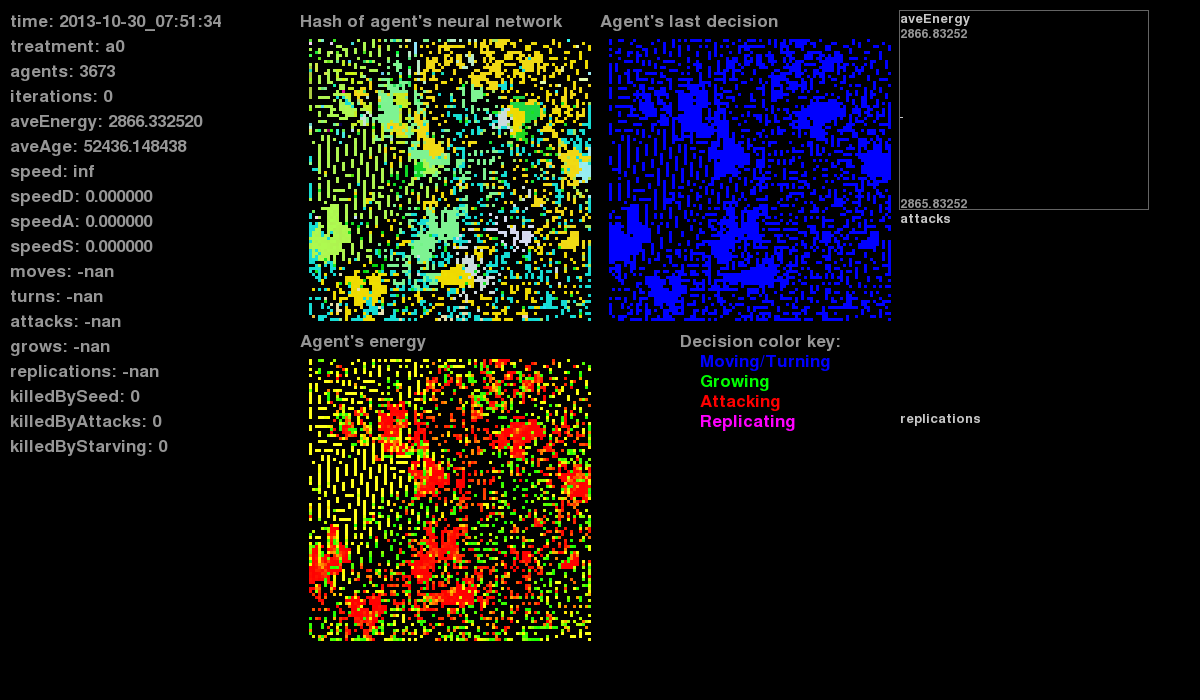 time: 2013-10-30_07:51:34
treatment: a0
agents: 3673
iterations: 0
aveEnergy: 2866.332520
aveAge: 52436.148438
speed: inf
speedD: 0.000000
speedA: 0.000000
speedS: 0.000000
moves: -nan
turns: -nan
attacks: -nan
grows: -nan
replications: -nan
killedBySeed: 0
killedByAttacks: 0
killedByStarving: 0
Hash of agent's neural network
Agent's last decision
Agent's energy
Decision color key:
Moving/Turning
Growing
Attacking
Replicating
aveEnergy
2866.83252
2865.83252
attacks
replications